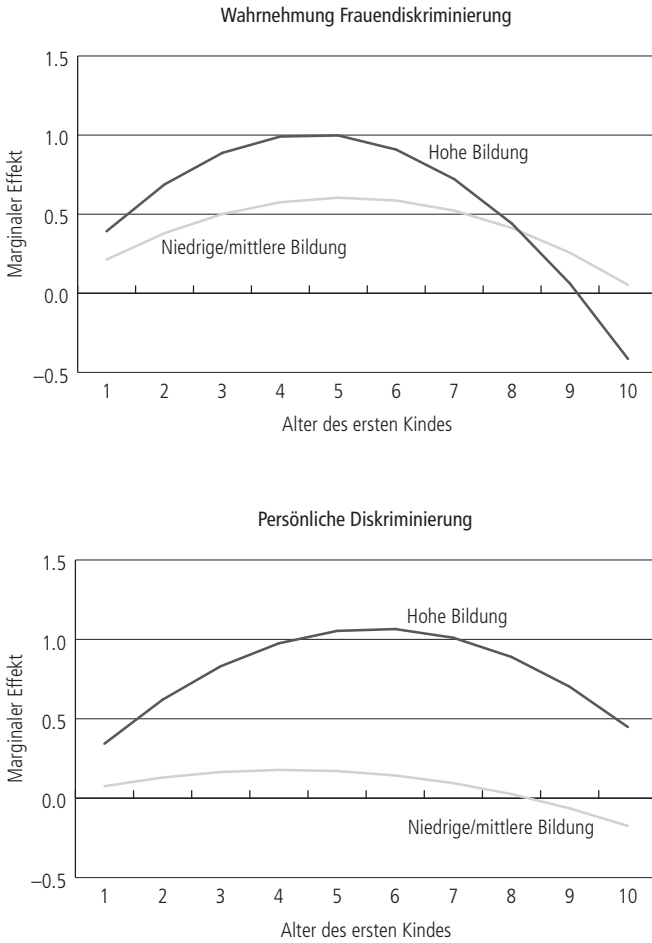 Wahrnehmung Frauendiskriminierung
1.5
1.0
0.5
0.0
–0.5
Marginaler Effekt
Hohe Bildung
Niedrige/mittlere Bildung
1 2 3 4 5 6 7 8 9 10
Alter des ersten Kindes
Persönliche Diskriminierung
1.5
1.0
0.5
0.0
–0.5
Marginaler Effekt
Hohe Bildung
Niedrige/mittlere Bildung
1 2 3 4 5 6 7 8 9 10
Alter des ersten Kindes